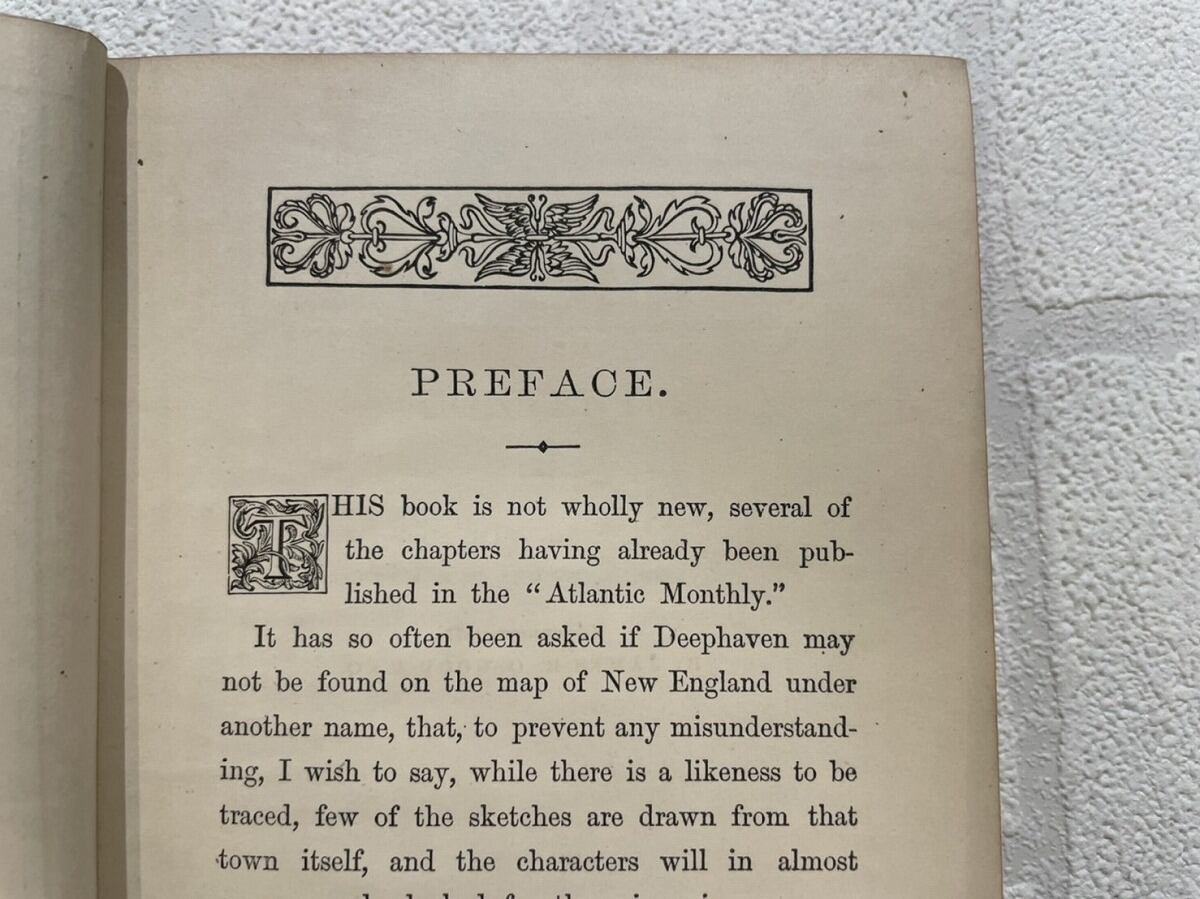 PREFACE.
THIS book is not wholly new, several of
the chapters having already been pub-
lished in the “Atlantic Monthly.”
It has so often been asked if Deephaven may
not be found on the map of New England under
another name, that, to prevent any misunderstand-
ing, I wish to say, while there is a likeness to be
traced, few of the sketches are drawn from that
town itself, and the characters will in almost